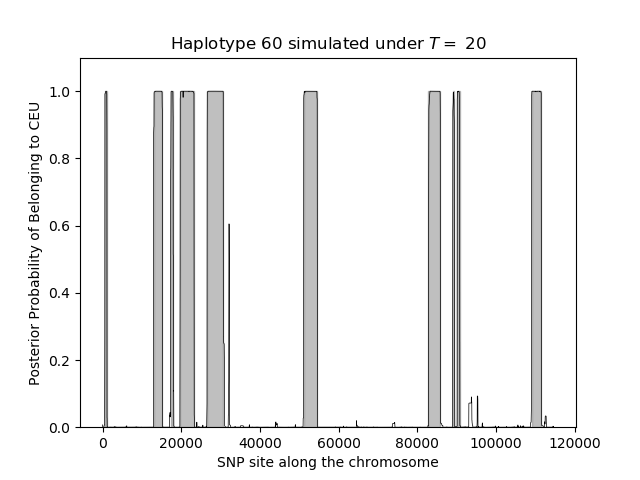 Haplotype 60 simulated under T = 20
Posterior Probability of Belonging to CEU
1.0
0.8
0.6
0.4
0.2
0.0
0 20000 40000 60000 80000 100000 120000
SNP site along the chromosome